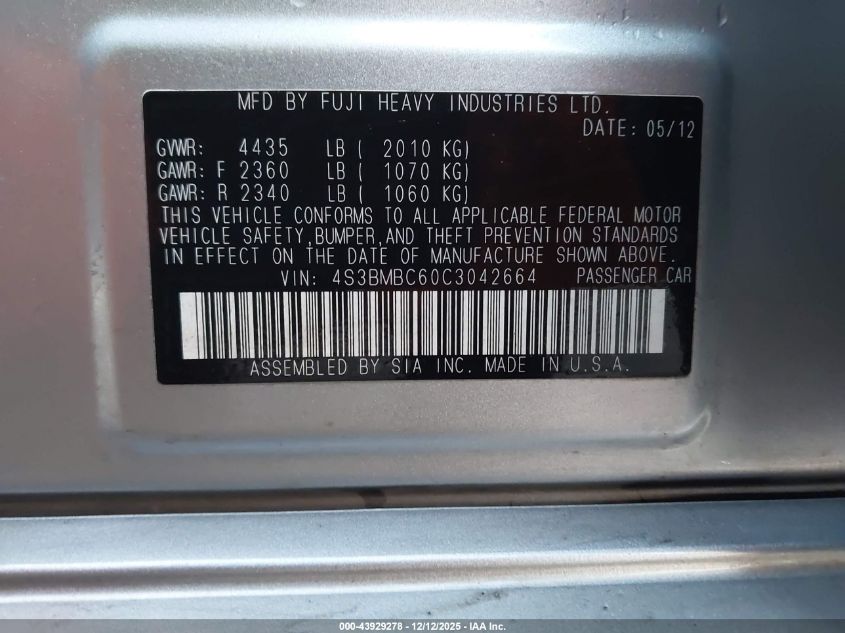 MFD BY FUJI HEAVY INDUSTRIES LTD.
DATE: 05/12
GVWR: 4435 LB ( 2010 KG)
GAWR: F 2360 LB ( 1070 KG)
GAWR: R 2340 LB ( 1060 KG)
THIS VEHICLE CONFORMS TO ALL APPLICABLE FEDERAL MOTOR
VEHICLE SAFETY,BUMPER,AND THEFT PREVENTION STANDARDS
IN EFFECT ON THE DATE OF MANUFACTURE SHOWN ABOVE.
VIN: 4S3BMBC60C3042664 PASSENGER CAR
ASSEMBLED BY SIA INC. MADE IN U.S.A.
000-43929278 - 12/12/2025 - IAA Inc.